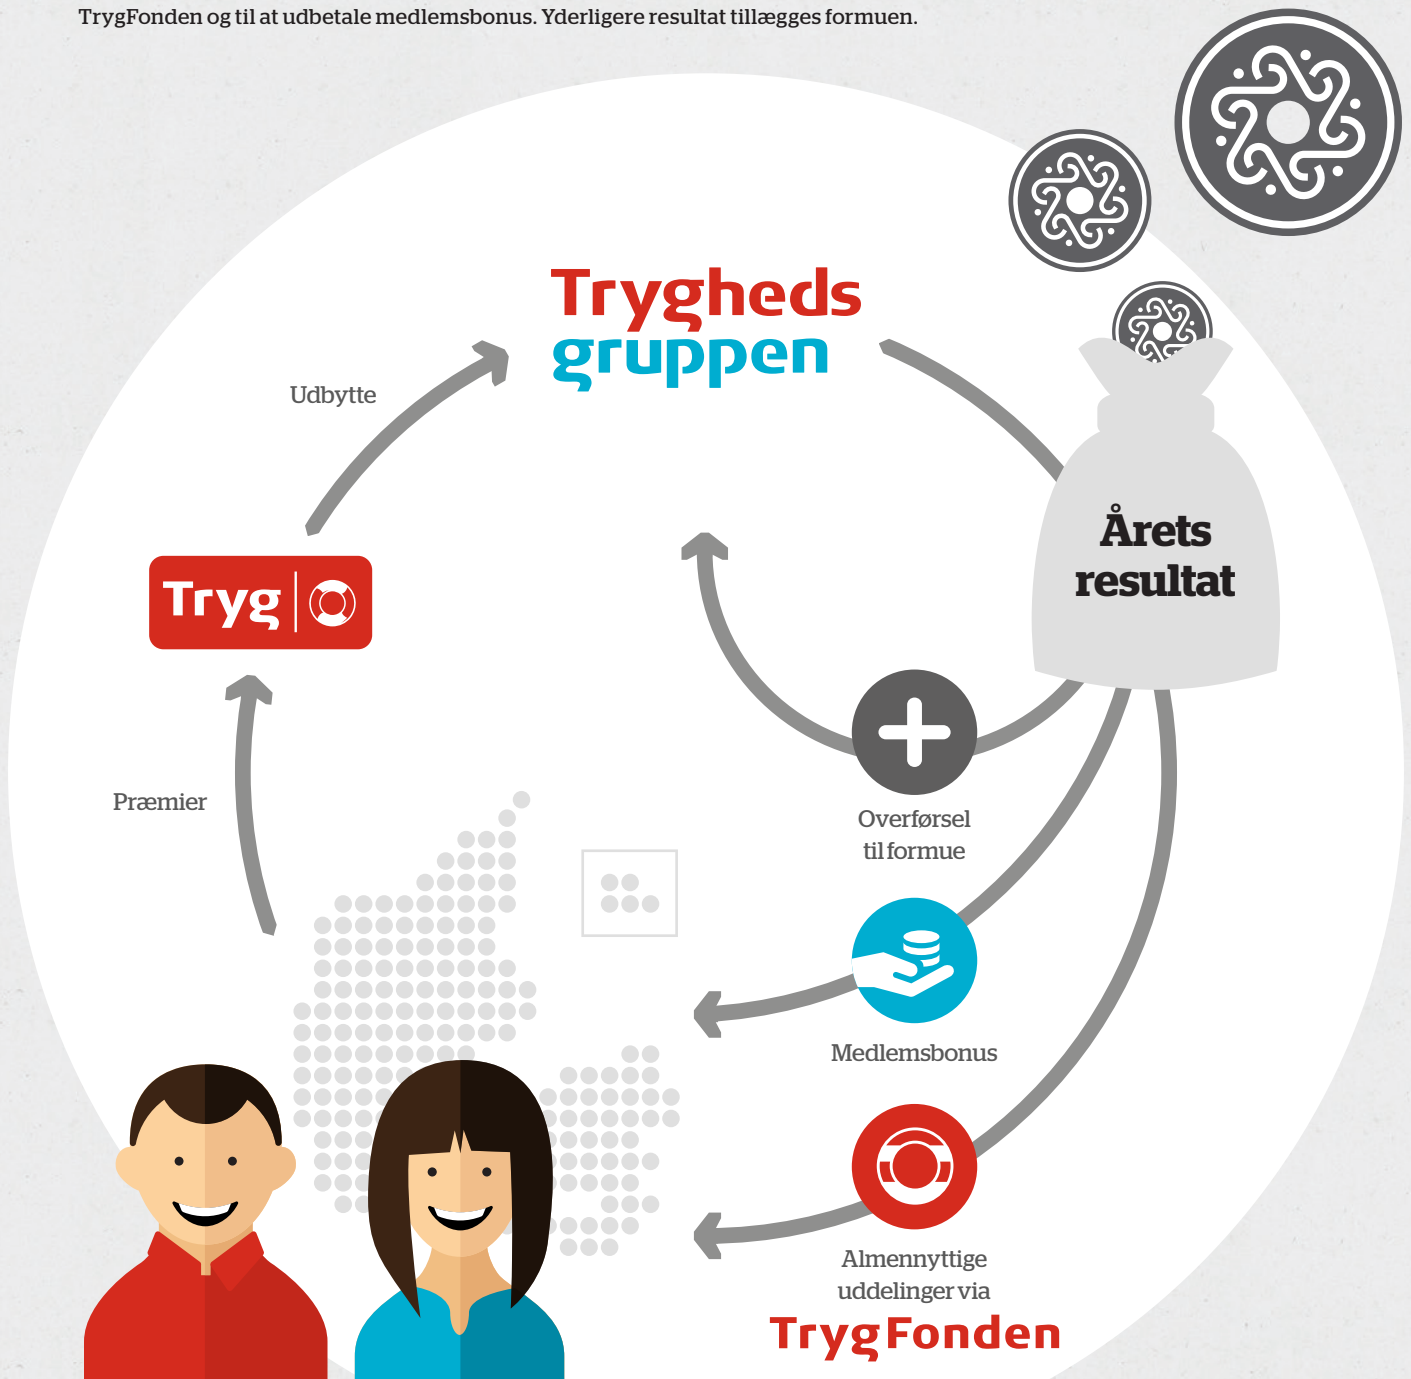 TrygFonden og til at udbetale medlemsbonus. Yderligere resultat tillægges formuen.
Trygheds
gruppen
Udbytte
Årets
resultat
Tryg
Præmier
Overførsel
til formue
Medlemsbonus
Almennyttige
uddelinger via
TrygFonden